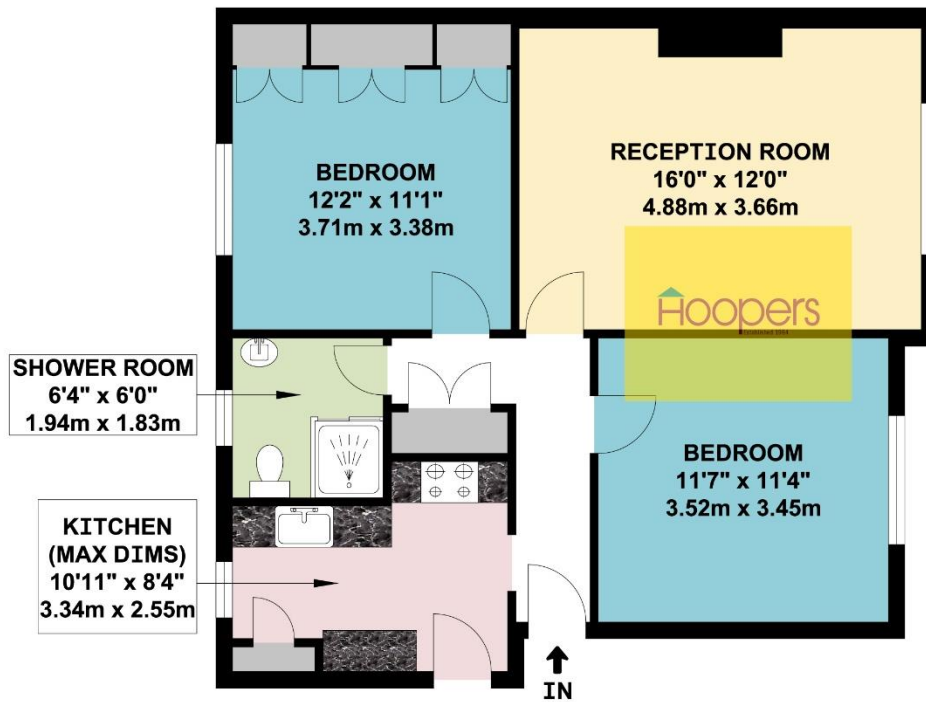 BEDROOM
12'2" x 11'1"
3.71m x 3.38m
RECEPTION ROOM
16'0" x 12'0"
4.88m x 3.66m
Hoopers
Established 1984
SHOWER ROOM
6'4" x 6'0"
1.94m x 1.83m
BEDROOM
11'7" x 11'4"
3.52m x 3.45m
KITCHEN
(MAX DIMS)
10'11" x 8'4"
3.34m x 2.55m
IN